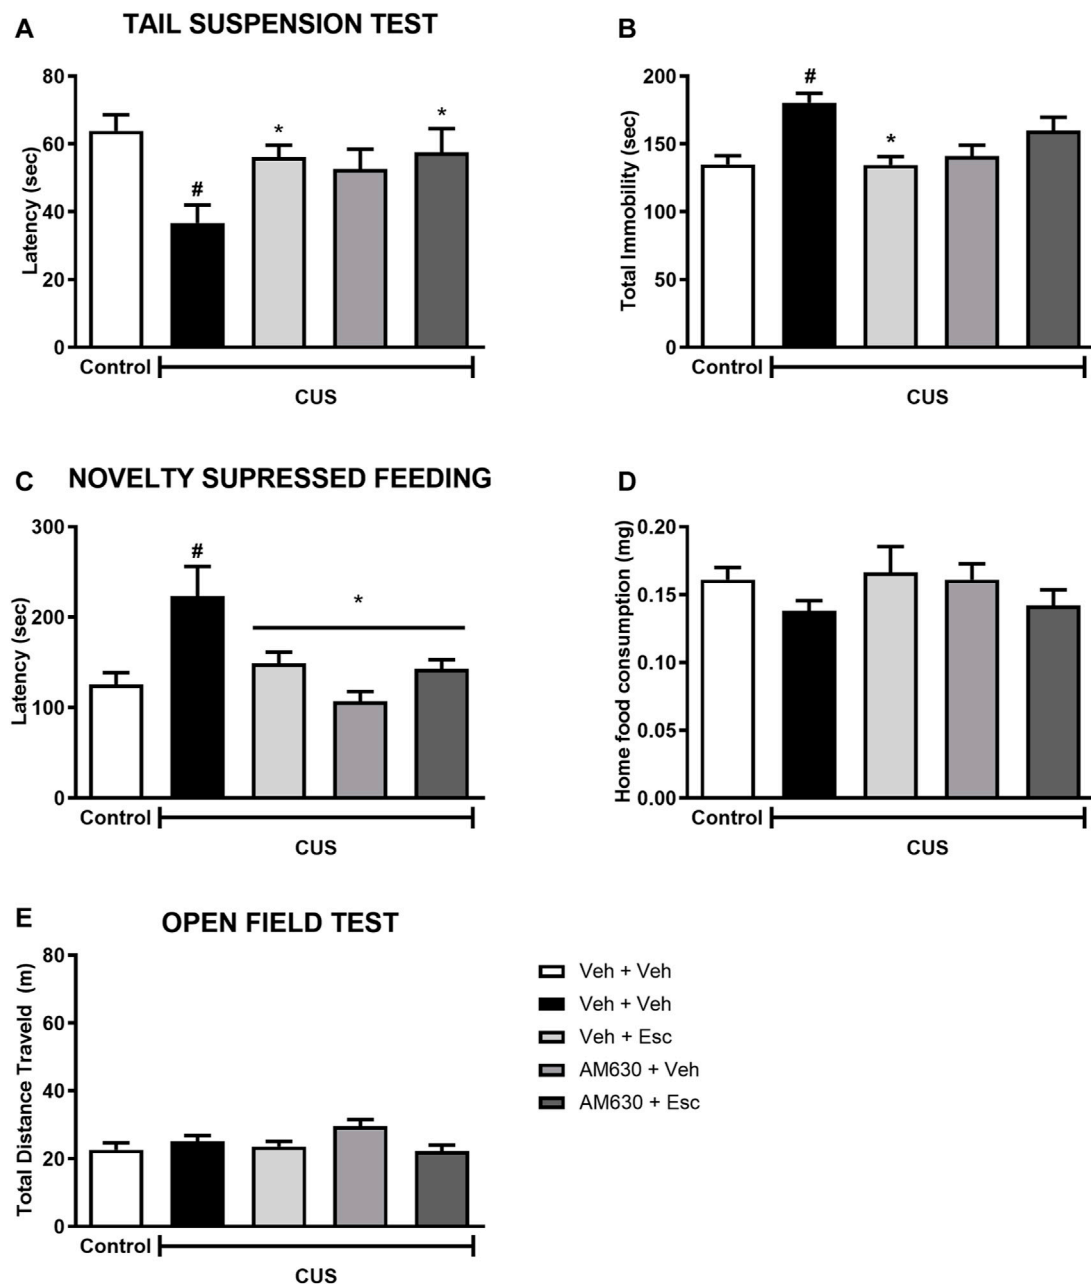 A
TAIL SUSPENSION TEST
Latency (sec)
80
60
40
20
0
#
*
*
Control
CUS
B
Total Immobility (sec)
200
150
100
50
0
#
*
Control
CUS
C
NOVELTY SUPRESSED FEEDING
Latency (sec)
300
200
100
0
#
*
Control
CUS
D
Home food consumption (mg)
0.20
0.15
0.10
0.05
0.00
Control
CUS
E
OPEN FIELD TEST
Total Distance Traveld (m)
80
60
40
20
0
Control
CUS
Veh + Veh
Veh + Veh
Veh + Esc
AM630 + Veh
AM630 + Esc